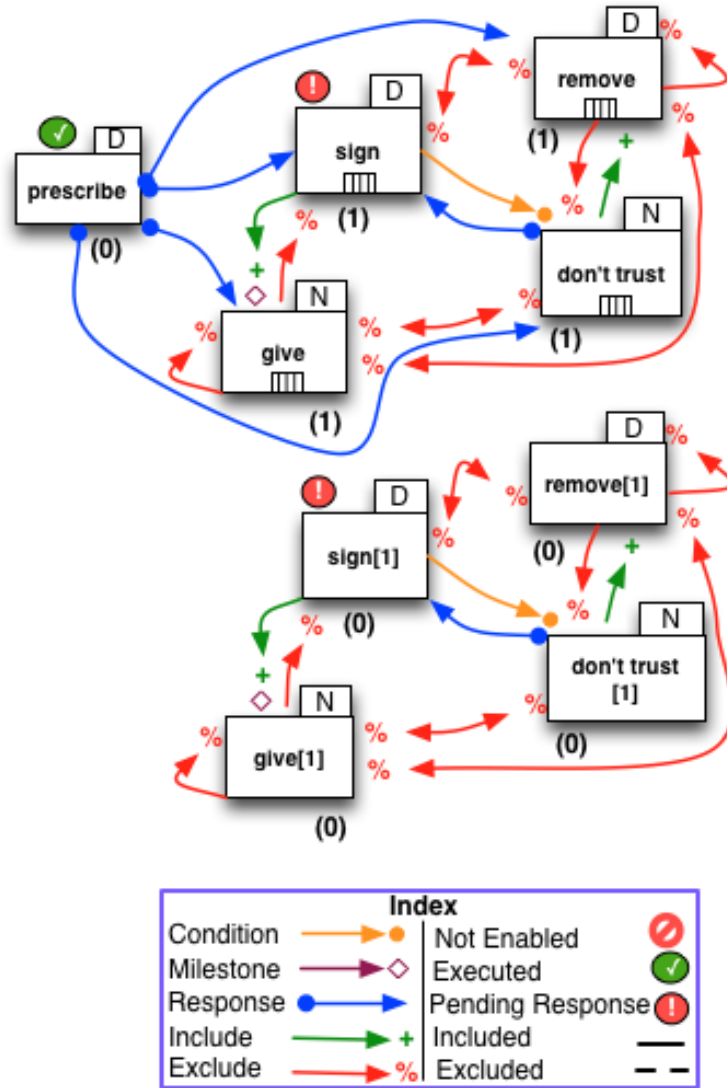 D
remove
%
%
%
(1)
D
sign
%
(1)
D
prescribe
(0)
%
+
%
+
N
don't trust
%
(1)
N
give
%
%
%
(1)
D
remove[1]
%
%
%
(0)
D
sign[1]
%
(0)
%
+
%
+
N
don't trust
[1]
%
(0)
N
give[1]
%
%
%
(0)
Index
Condition
Milestone
Response
Include +
Exclude %
Not Enabled
Executed
Pending Response !
Included
Excluded